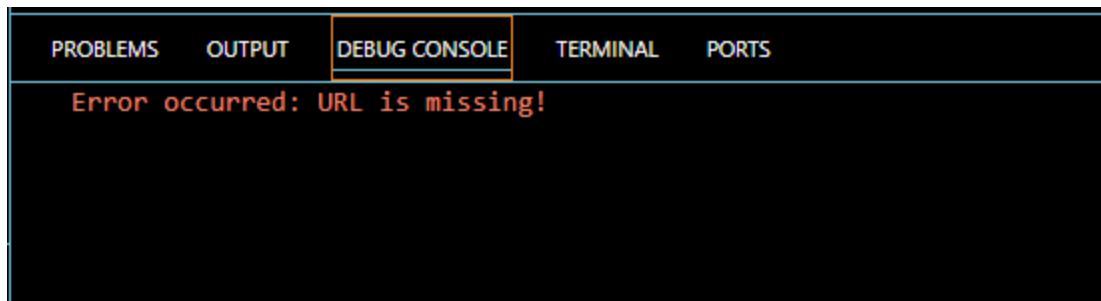 PROBLEMS OUTPUT DEBUG CONSOLE TERMINAL PORTS
Error occurred: URL is missing!